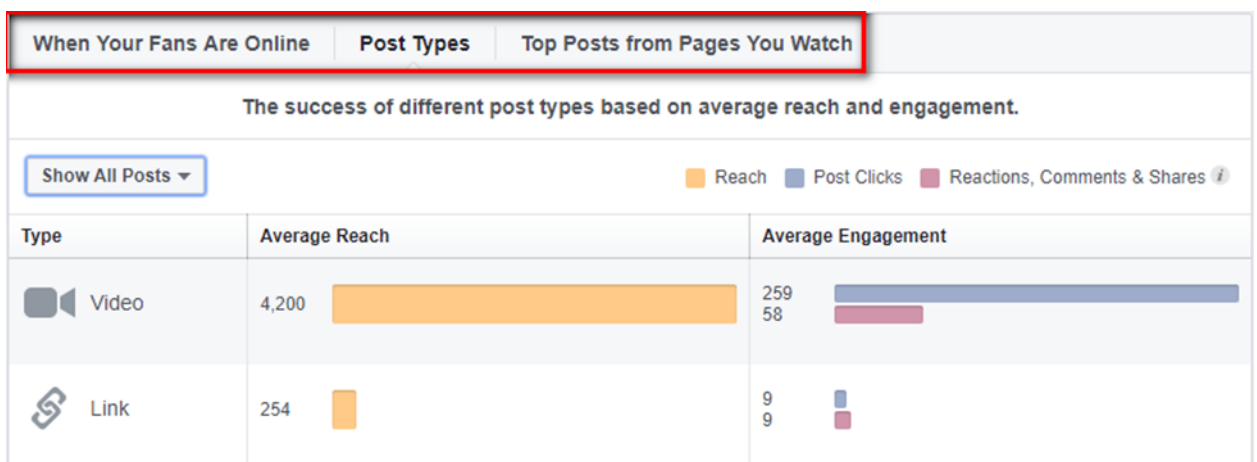 When Your Fans Are Online Post Types Top Posts from Pages You Watch
The success of different post types based on average reach and engagement.
Show All Posts Reach Post Clicks Reactions, Comments & Shares i
Type Average Reach Average Engagement
Video 4,200 259
58
Link 254 9
9